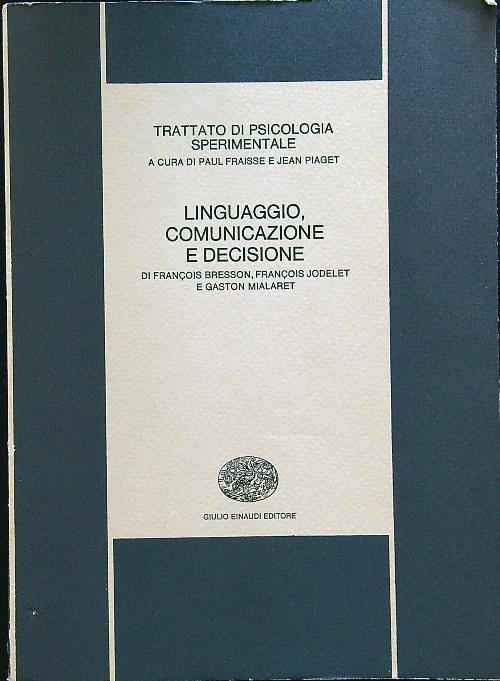 TRATTATO DI PSICOLOGIA
SPERIMENTALE
A CURA DI PAUL FRAISSE E JEAN PIAGET
LINGUAGGIO,
COMUNICAZIONE
E DECISIONE
DI FRANÇOIS BRESSON, FRANÇOIS JODELET
E GASTON MIALARET
GIULIO EINAUDI EDITORE